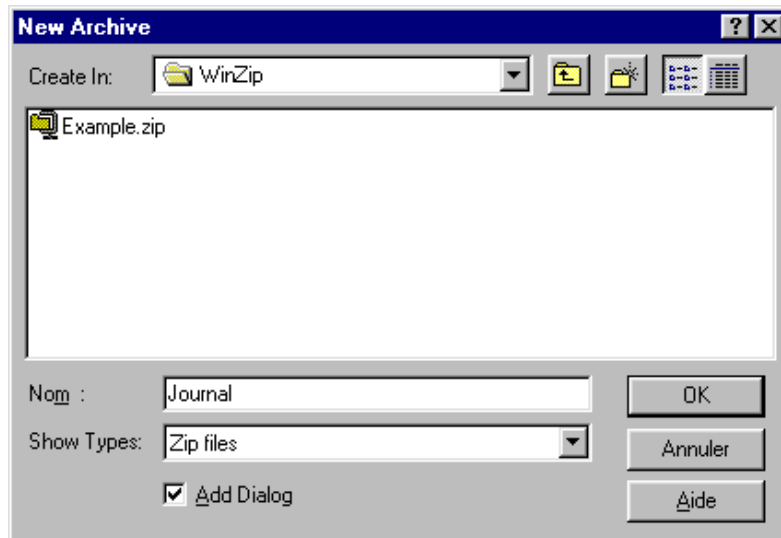 New Archive
Create In: WinZip
Example.zip
Nom : Journal OK
Show Types: Zip files Annuler
Add Dialog Aide